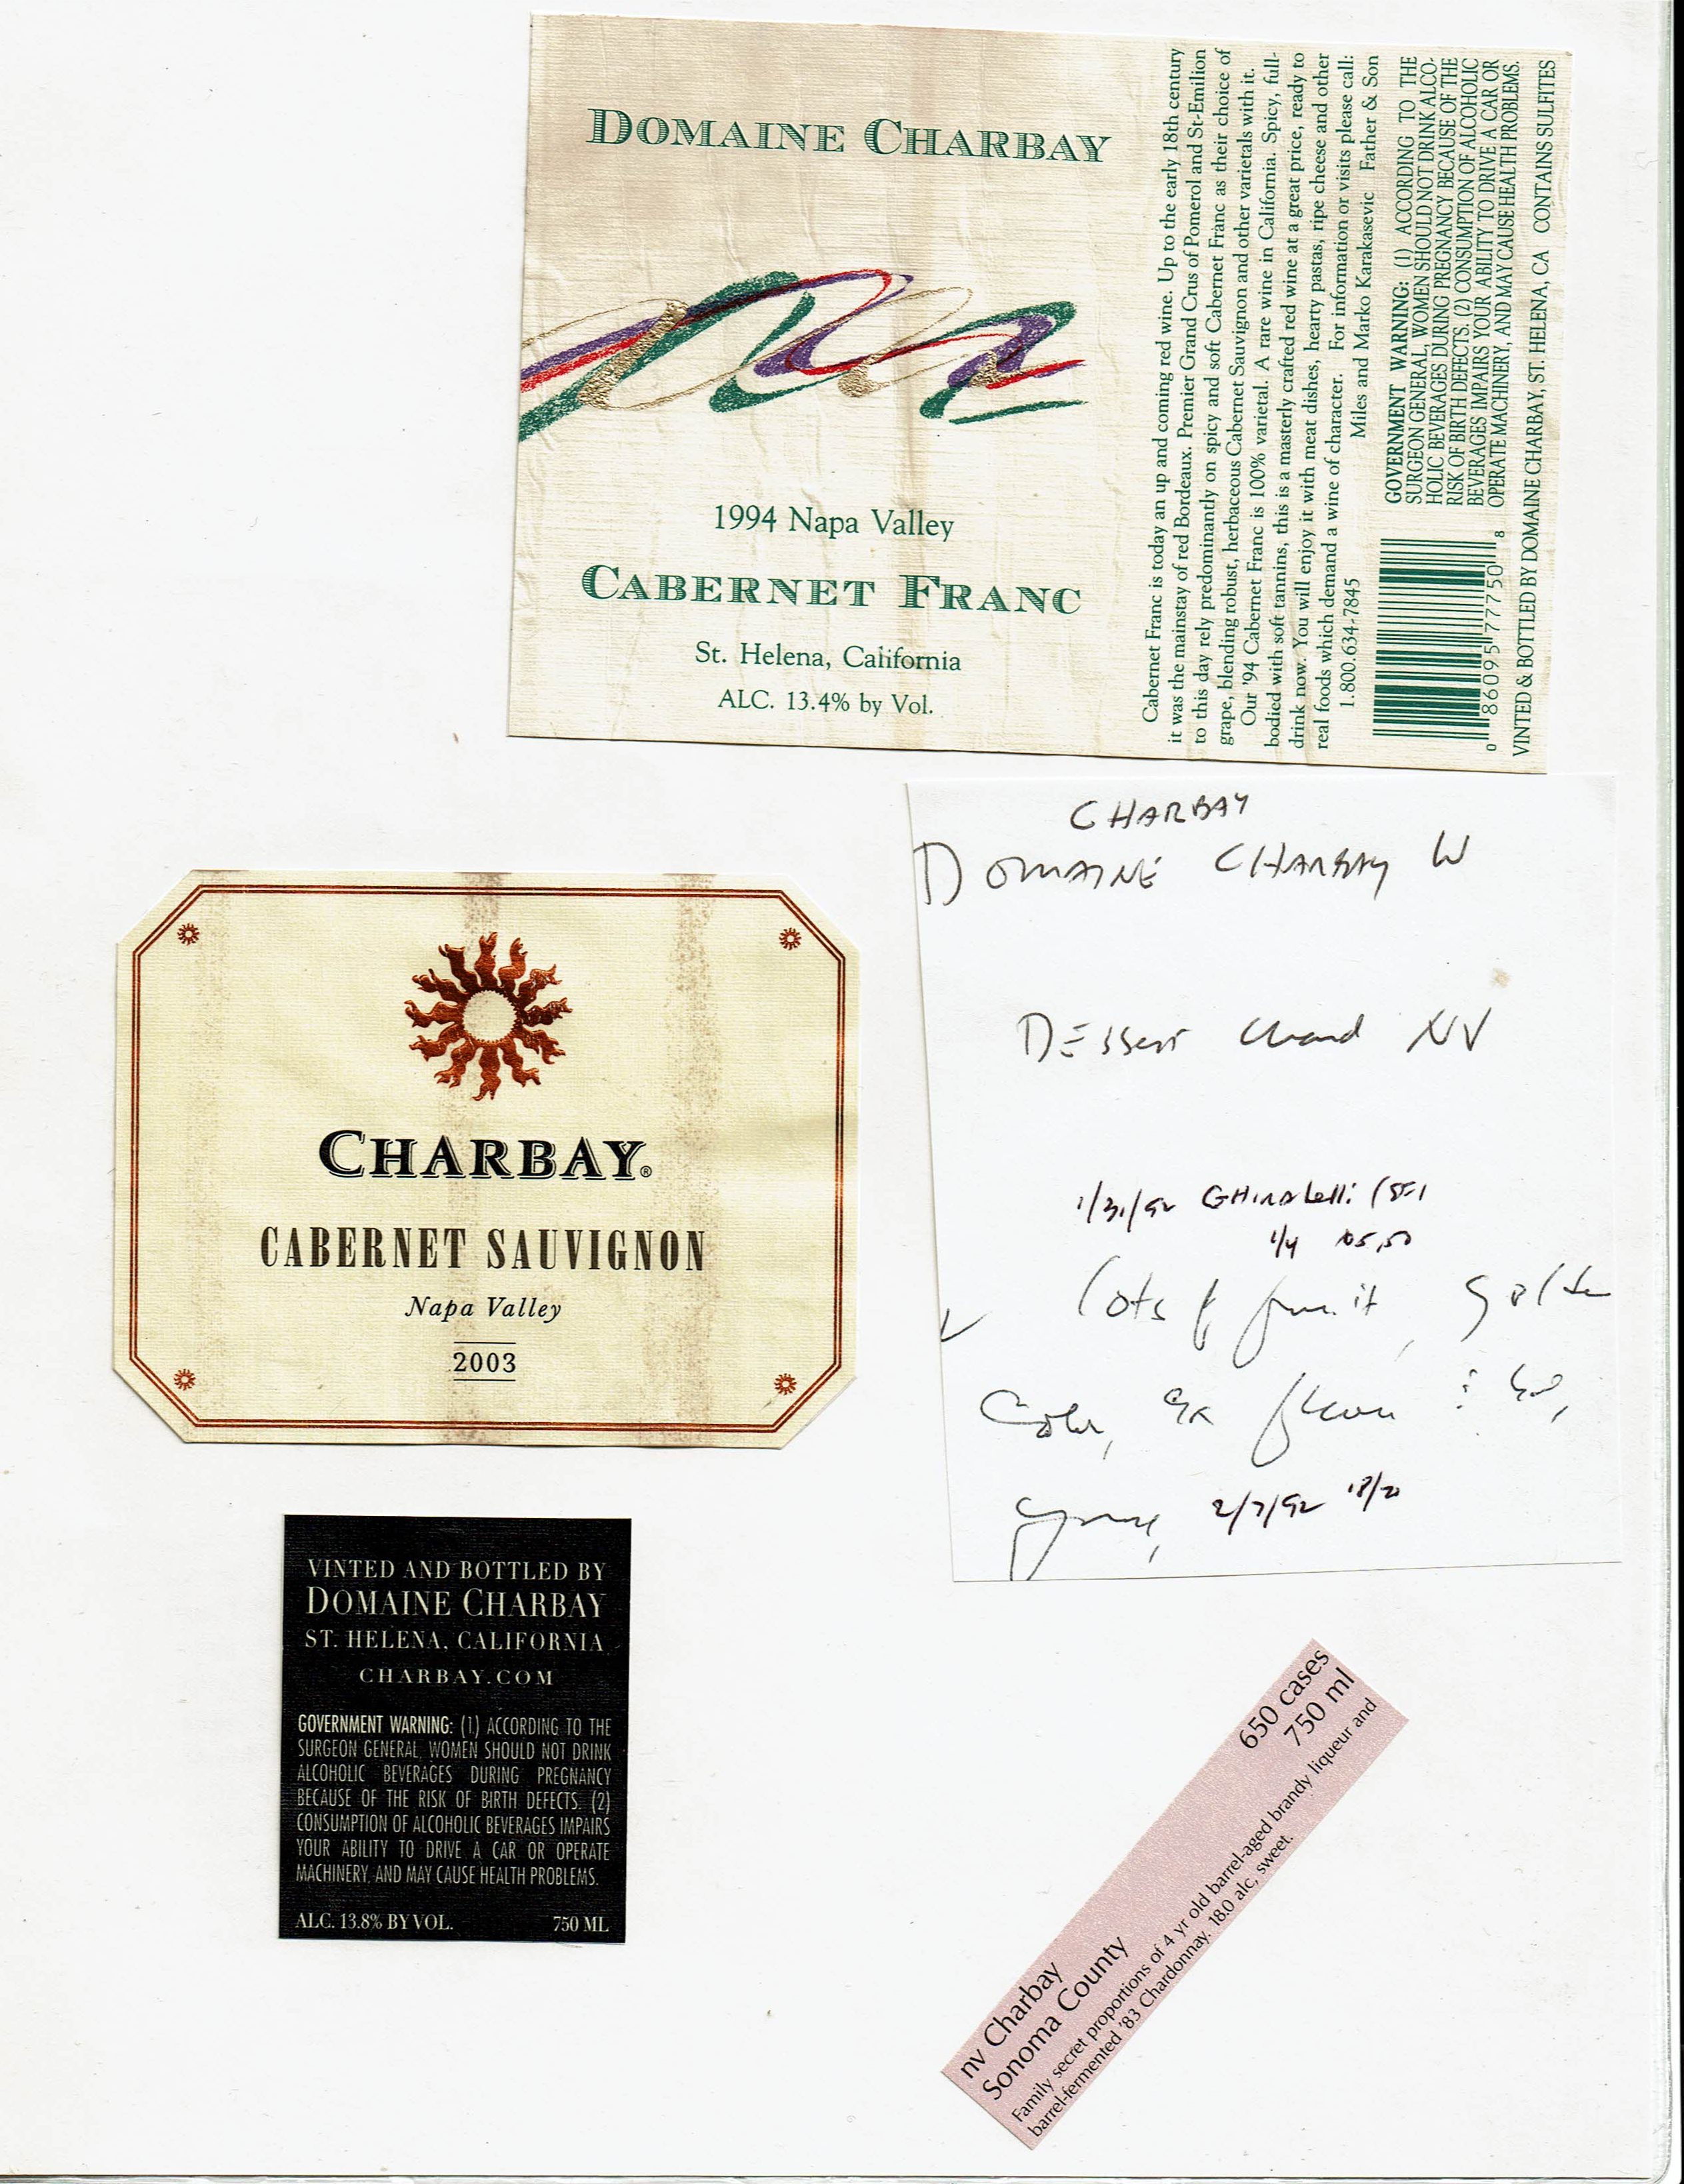 DOMAINE CHARBAY
1994 Napa Valley
CABERNET FRANC
St. Helena, California
ALC. 13.4% by Vol.
Cabernet Franc is today an up and coming red wine. Up to the early 18th century
it was the mainstay of red Bordeaux. Premier Grand Crus of Pomerol and St-Emilion
to this day rely predominantly on spicy and soft Cabernet Franc as their choice of
grape, blending robust, herbaceous Cabernet Sauvignon and other varietals with it.
Our '94 Cabernet Franc is 100% varietal. A rare wine in California. Spicy, full-
bodied with soft tannins, this is a masterly crafted red wine at a great price, ready to
drink now. You will enjoy it with meat dishes, hearty pastas, ripe cheese and other
real foods which demand a wine of character. For information or visits please call:
1.800.634-7845 Miles and Marko Karakasevic Father & Son
GOVERNMENT WARNING: (1) ACCORDING TO THE
SURGEON GENERAL, WOMEN SHOULD NOT DRINK ALCO-
HOLIC BEVERAGES DURING PREGNANCY BECAUSE OF THE
RISK OF BIRTH DEFECTS. (2) CONSUMPTION OF ALCOHOLIC
BEVERAGES IMPAIRS YOUR ABILITY TO DRIVE A CAR OR
OPERATE MACHINERY, AND MAY CAUSE HEALTH PROBLEMS.
0 86095 77750 8
VINTED & BOTTLED BY DOMAINE CHARBAY, ST. HELENA, CA CONTAINS SULFITES
CHARBAY
DOMAINE CHARBAY W
Dessert Chard NV
1/31/92
1/4
lots of fruit, golden
Color,
young, 2/7/92 18/20
CHARBAY®
CABERNET SAUVIGNON
Napa Valley
2003
VINTED AND BOTTLED BY
DOMAINE CHARBAY
ST. HELENA, CALIFORNIA
CHARBAY.COM
GOVERNMENT WARNING: (1) ACCORDING TO THE
SURGEON GENERAL, WOMEN SHOULD NOT DRINK
ALCOHOLIC BEVERAGES DURING PREGNANCY
BECAUSE OF THE RISK OF BIRTH DEFECTS. (2)
CONSUMPTION OF ALCOHOLIC BEVERAGES IMPAIRS
YOUR ABILITY TO DRIVE A CAR OR OPERATE
MACHINERY, AND MAY CAUSE HEALTH PROBLEMS.
ALC. 13.8% BY VOL. 750 ML
nv Charbay 650 cases
Sonoma County 750 ml
Family secret proportions of 4 yr old barrel-aged brandy liqueur and
barrel-fermented '83 Chardonnay. 18.0 alc, sweet.